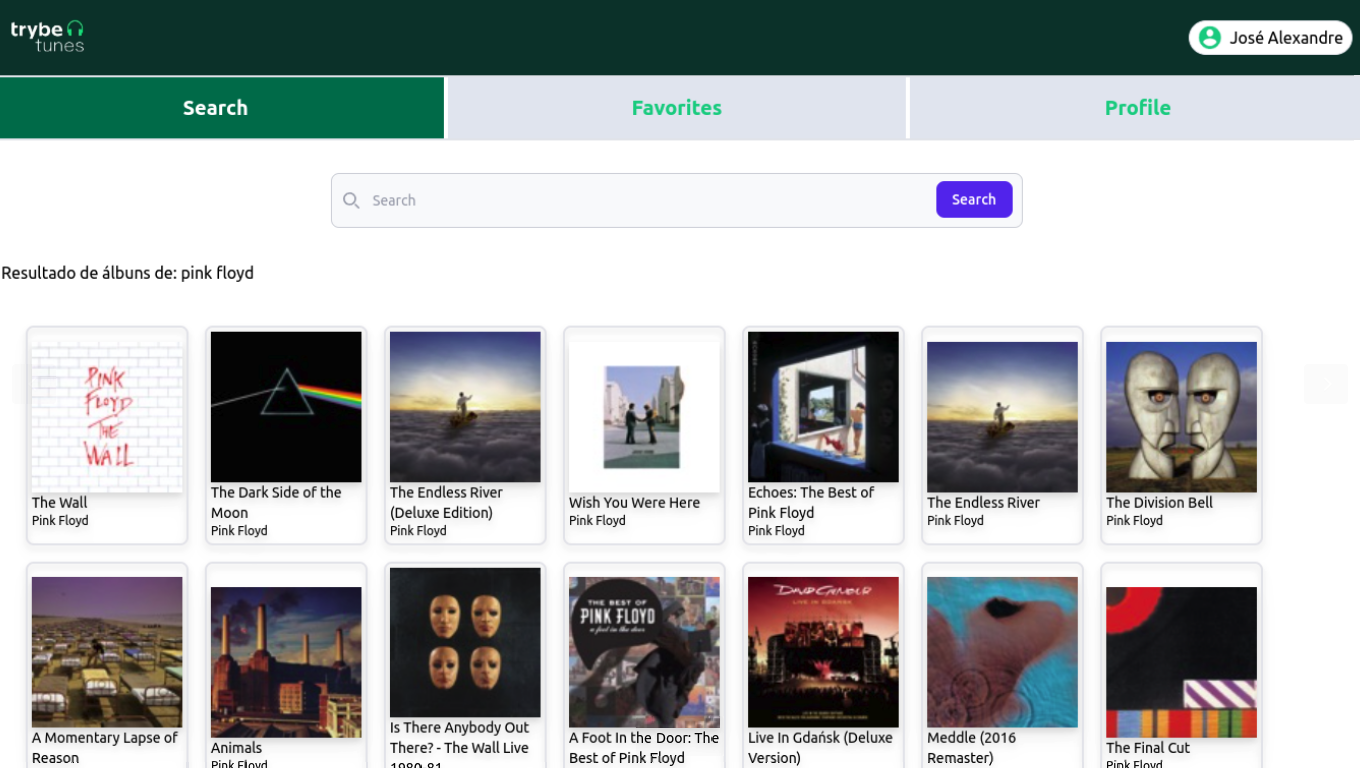 trybe
tunes
José Alexandre
Search
Favorites
Profile
Search
Search
Resultado de álbuns de: pink floyd
PINK
FLOYD
THE
WALL
The Wall
Pink Floyd
The Dark Side of the
Moon
Pink Floyd
The Endless River
(Deluxe Edition)
Pink Floyd
Wish You Were Here
Pink Floyd
ECHOES
Echoes: The Best of
Pink Floyd
Pink Floyd
The Endless River
Pink Floyd
The Division Bell
Pink Floyd
A Momentary Lapse of
Reason
Animals
Pink Floyd
Is There Anybody Out
There? - The Wall Live
1980-81
THE BEST OF
PINK FLOYD
a foot in the door
A Foot In the Door: The
Best of Pink Floyd
DAVID GILMOUR
LIVE IN GDAŃSK
Live In Gdańsk (Deluxe
Version)
Meddle (2016
Remaster)
The Final Cut
Pink Floyd